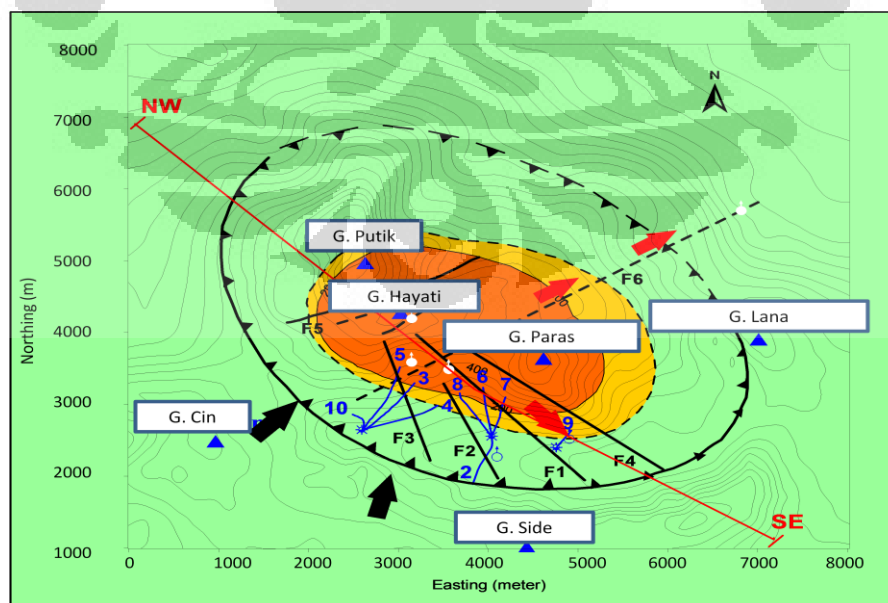 8000
N
7000
NW
6000
G. Putik
5000
F6
G. Hayati
G. Lana
Northing (m)
4000
F5
G. Paras
5
3
8
6
7
400
3000
10
4
9
G. Cin
F3
F2
F1
F4
2000
2
G. Side
SE
1000
0
1000
2000
3000
4000
5000
6000
7000
8000
Easting (meter)